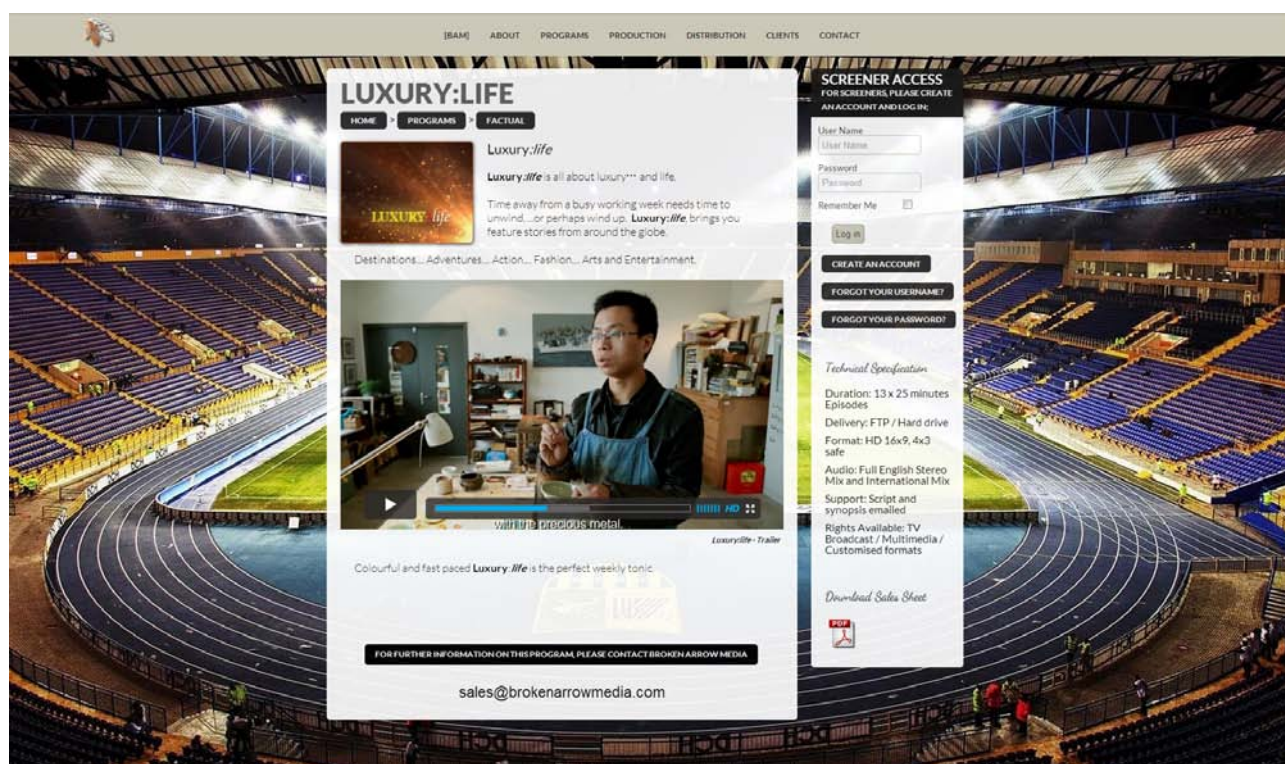 [BAM] ABOUT PROGRAMS PRODUCTION DISTRIBUTION CLIENTS CONTACT
LUXURY:LIFE
HOME > PROGRAMS > FACTUAL
LUXURY: life
Luxury:life
Luxury:life is all about luxury**** and life.
Time away from a busy working week needs time to
unwind, ...or perhaps wind up. Luxury:life, brings you
feature stories from around the globe.
Destinations.... Adventures.... Action.... Fashion.... Arts and Entertainment.
HD
with the precious metal.
Luxury:life - Trailer
Colourful and fast paced Luxury:life is the perfect weekly tonic
FOR FURTHER INFORMATION ON THIS PROGRAM, PLEASE CONTACT BROKEN ARROW MEDIA
sales@brokenarrowmedia.com
SCREENER ACCESS
FOR SCREENERS, PLEASE CREATE
AN ACCOUNT AND LOG IN;
User Name
User Name
Password
Password
Remember Me
Log in
CREATE AN ACCOUNT
FORGOT YOUR USERNAME?
FORGOT YOUR PASSWORD?
Technical Specification
Duration: 13 x 25 minutes
Episodes
Delivery: FTP / Hard drive
Format: HD 16x9, 4x3
safe
Audio: Full English Stereo
Mix and International Mix
Support: Script and
synopsis emailed
Rights Available: TV
Broadcast / Multimedia /
Customised formats
Download Sales Sheet
PDF